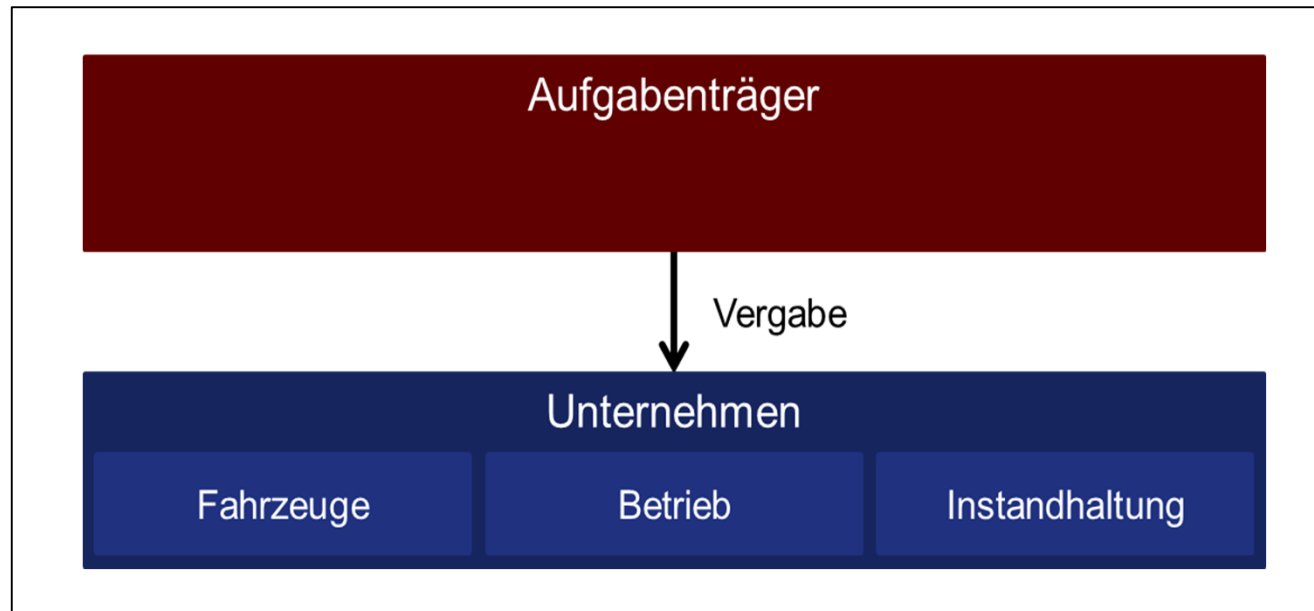 Aufgabenträger
Vergabe
Unternehmen
Fahrzeuge
Betrieb
Instandhaltung